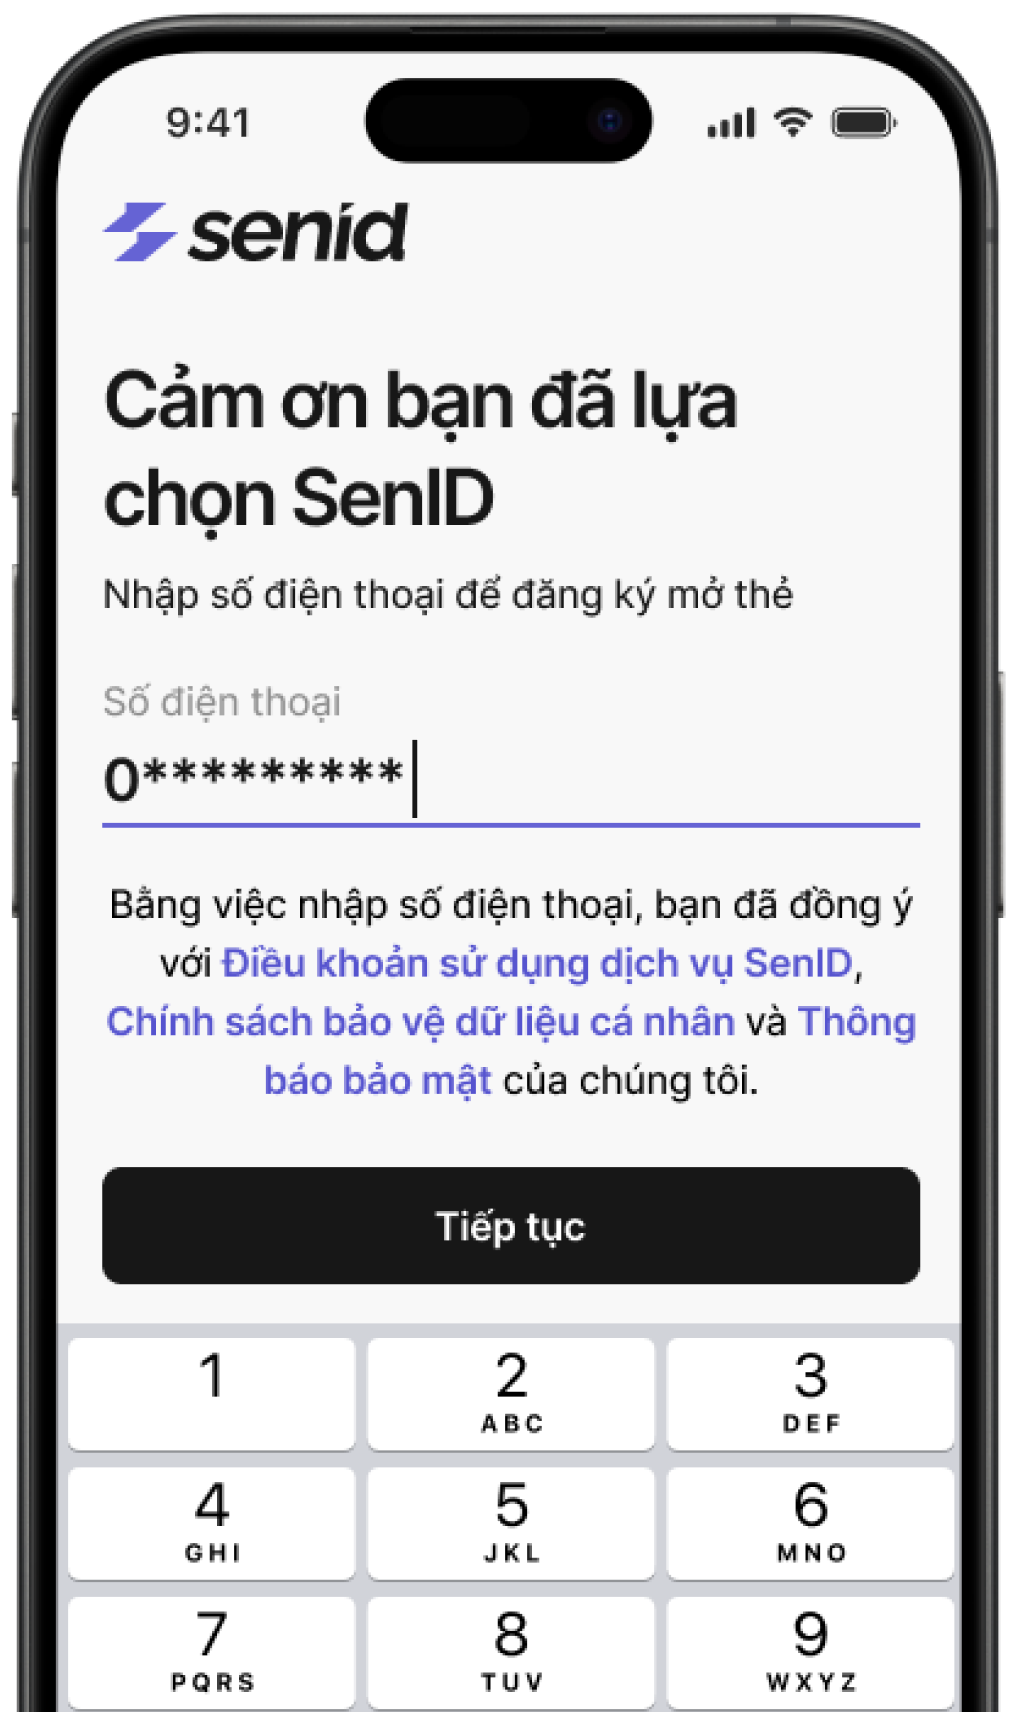 9:41
senid
Cảm ơn bạn đã lựa
chọn SenID
Nhập số điện thoại để đăng ký mở thẻ
Số điện thoại
0*********
Bằng việc nhập số điện thoại, bạn đã đồng ý
với Điều khoản sử dụng dịch vụ SenID,
Chính sách bảo vệ dữ liệu cá nhân và Thông
báo bảo mật của chúng tôi.
Tiếp tục
1 2 3
ABC DEF
4 5 6
GHI JKL MNO
7 8 9
PQRS TUV WXYZ